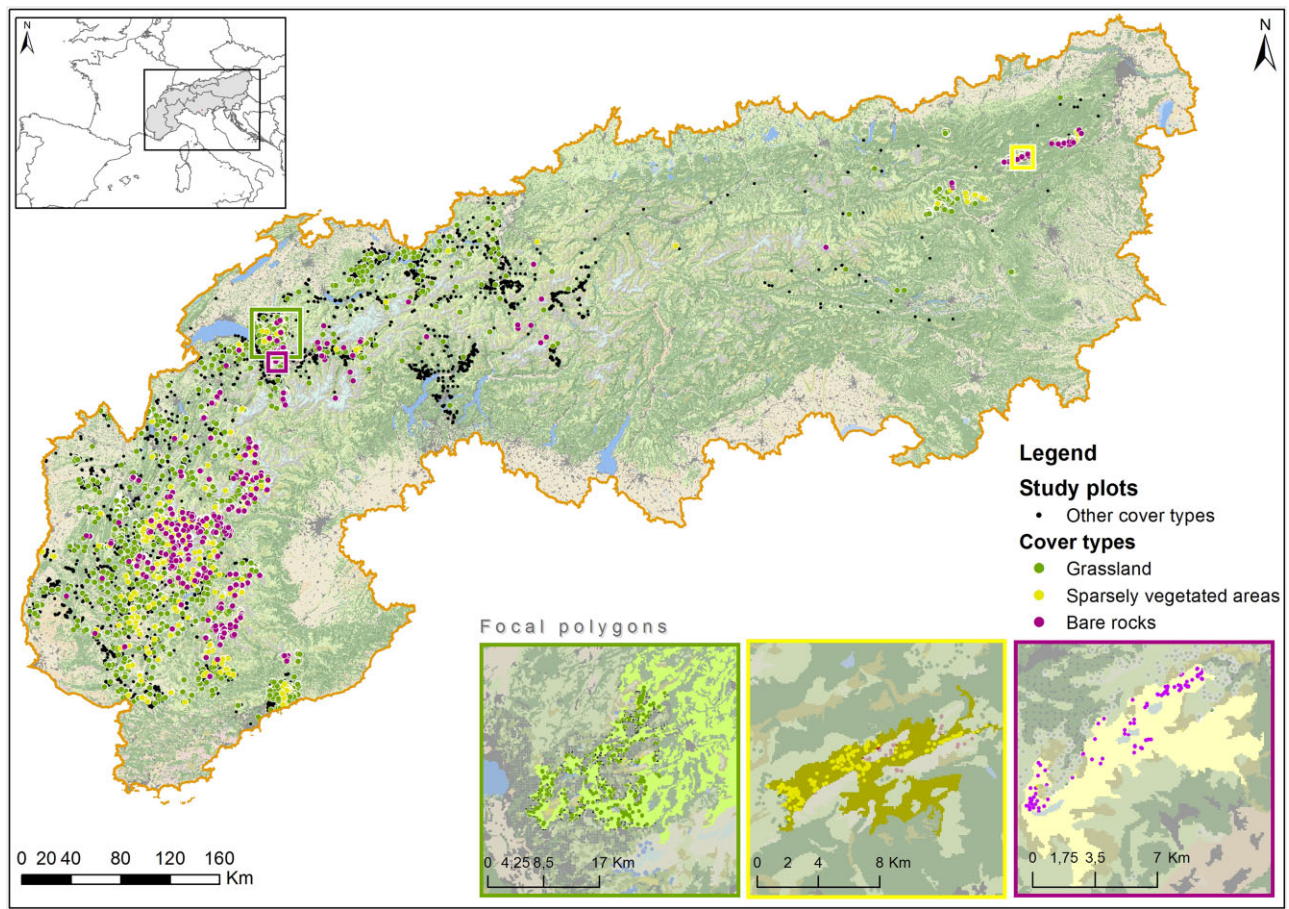 N
N
Legend
Study plots
Other cover types
Cover types
Grassland
Sparsely vegetated areas
Bare rocks
Focal polygons
0 4,25 8,5 17 Km
0 2 4 8 Km
0 1,75 3,5 7 Km
0 20 40 80 120 160
Km